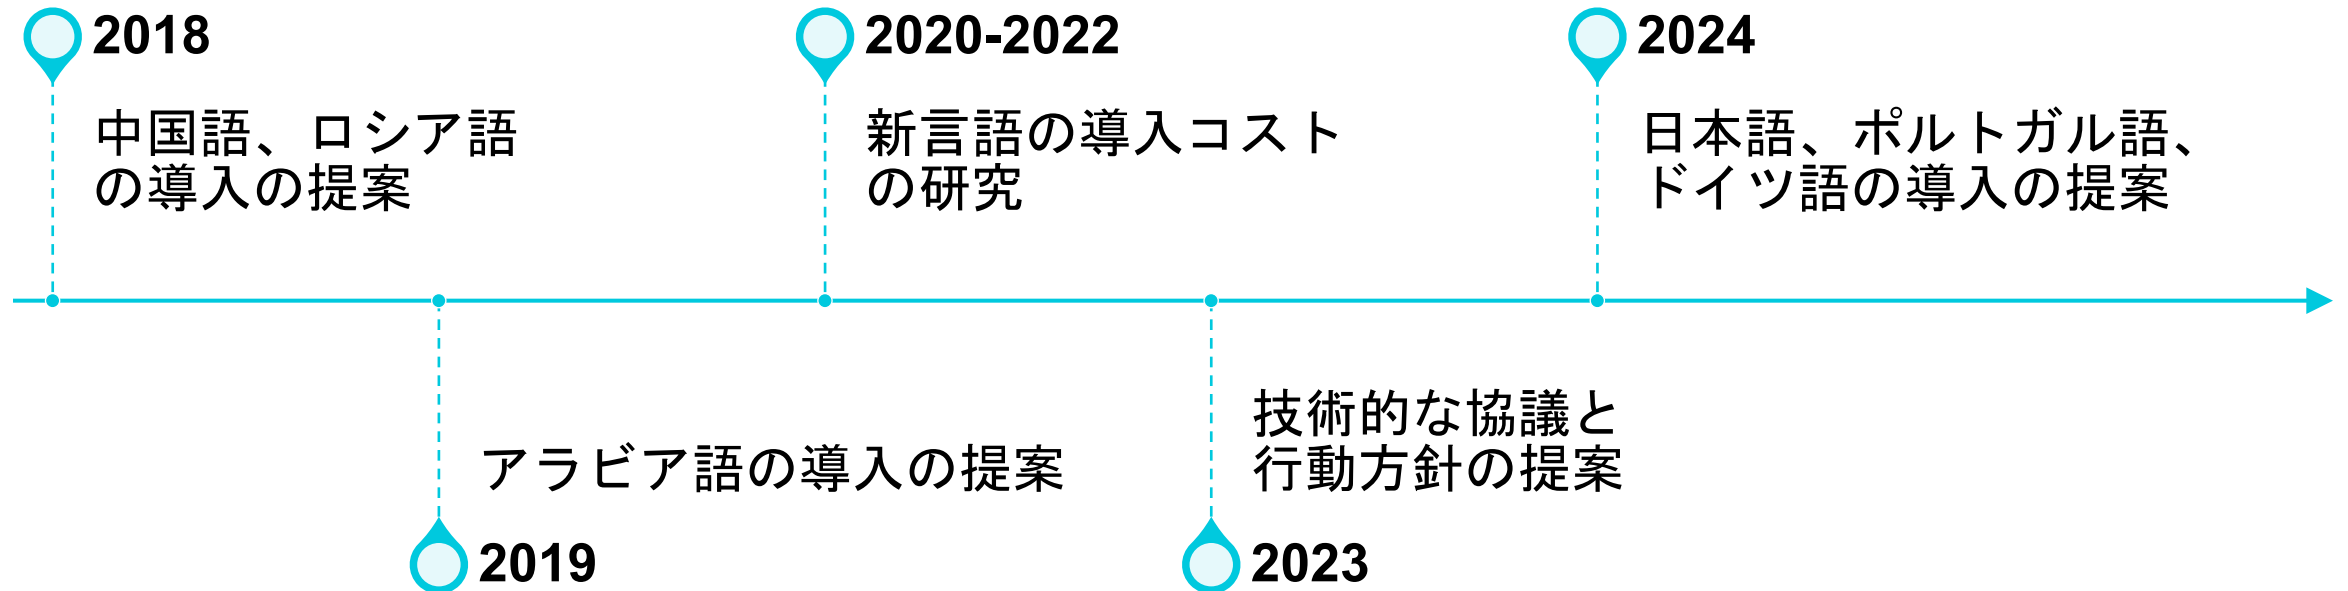 2018
中国語、ロシア語
の導入の提案
2019
アラビア語の導入の提案
2020-2022
新言語の導入コスト
の研究
2023
技術的な協議と
行動方針の提案
2024
日本語、ポルトガル語、
ドイツ語の導入の提案